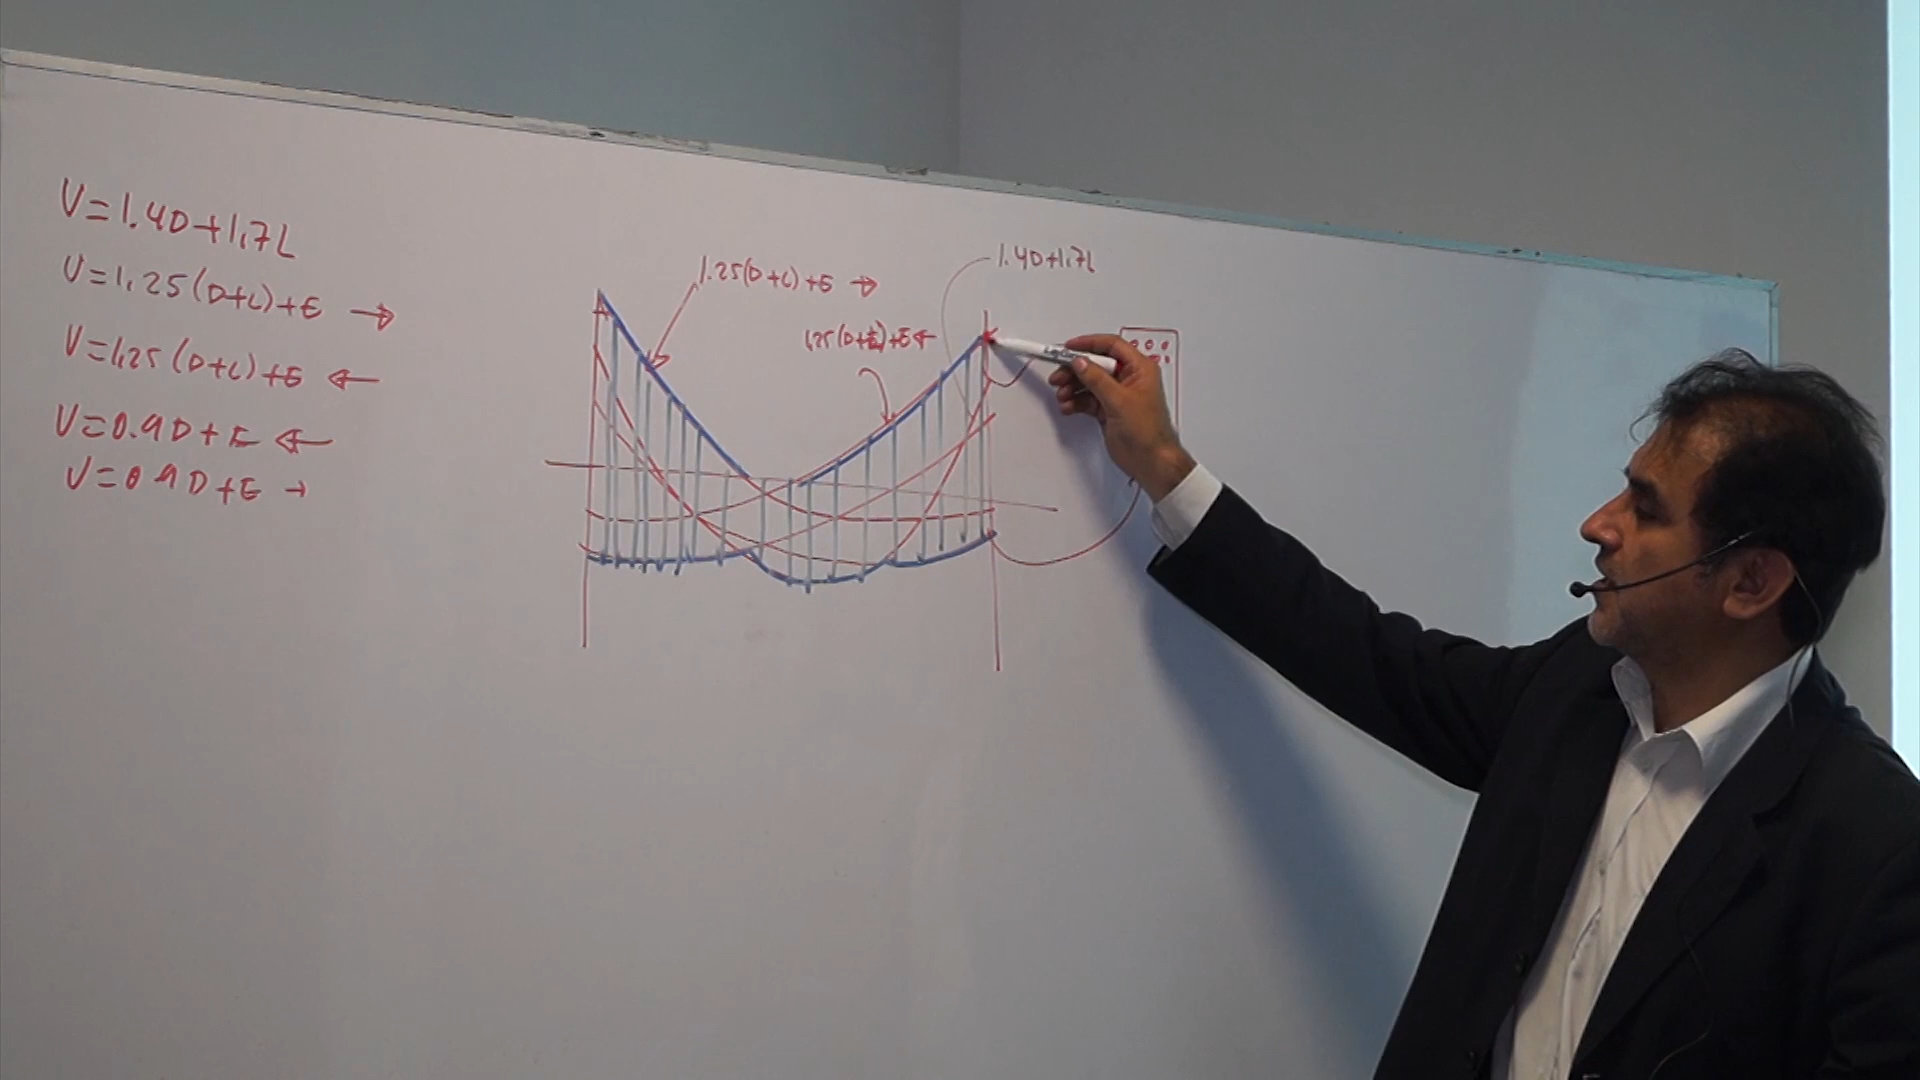 V=1.4D+1.7L
V=1.25(D+L)+E →
V=1.25(D+L)+E ←
V=0.9D+E ←
V=0.9D+E →
1.25(D+L)+E →
1.25(D+L)+E ←
1.4D+1.7L